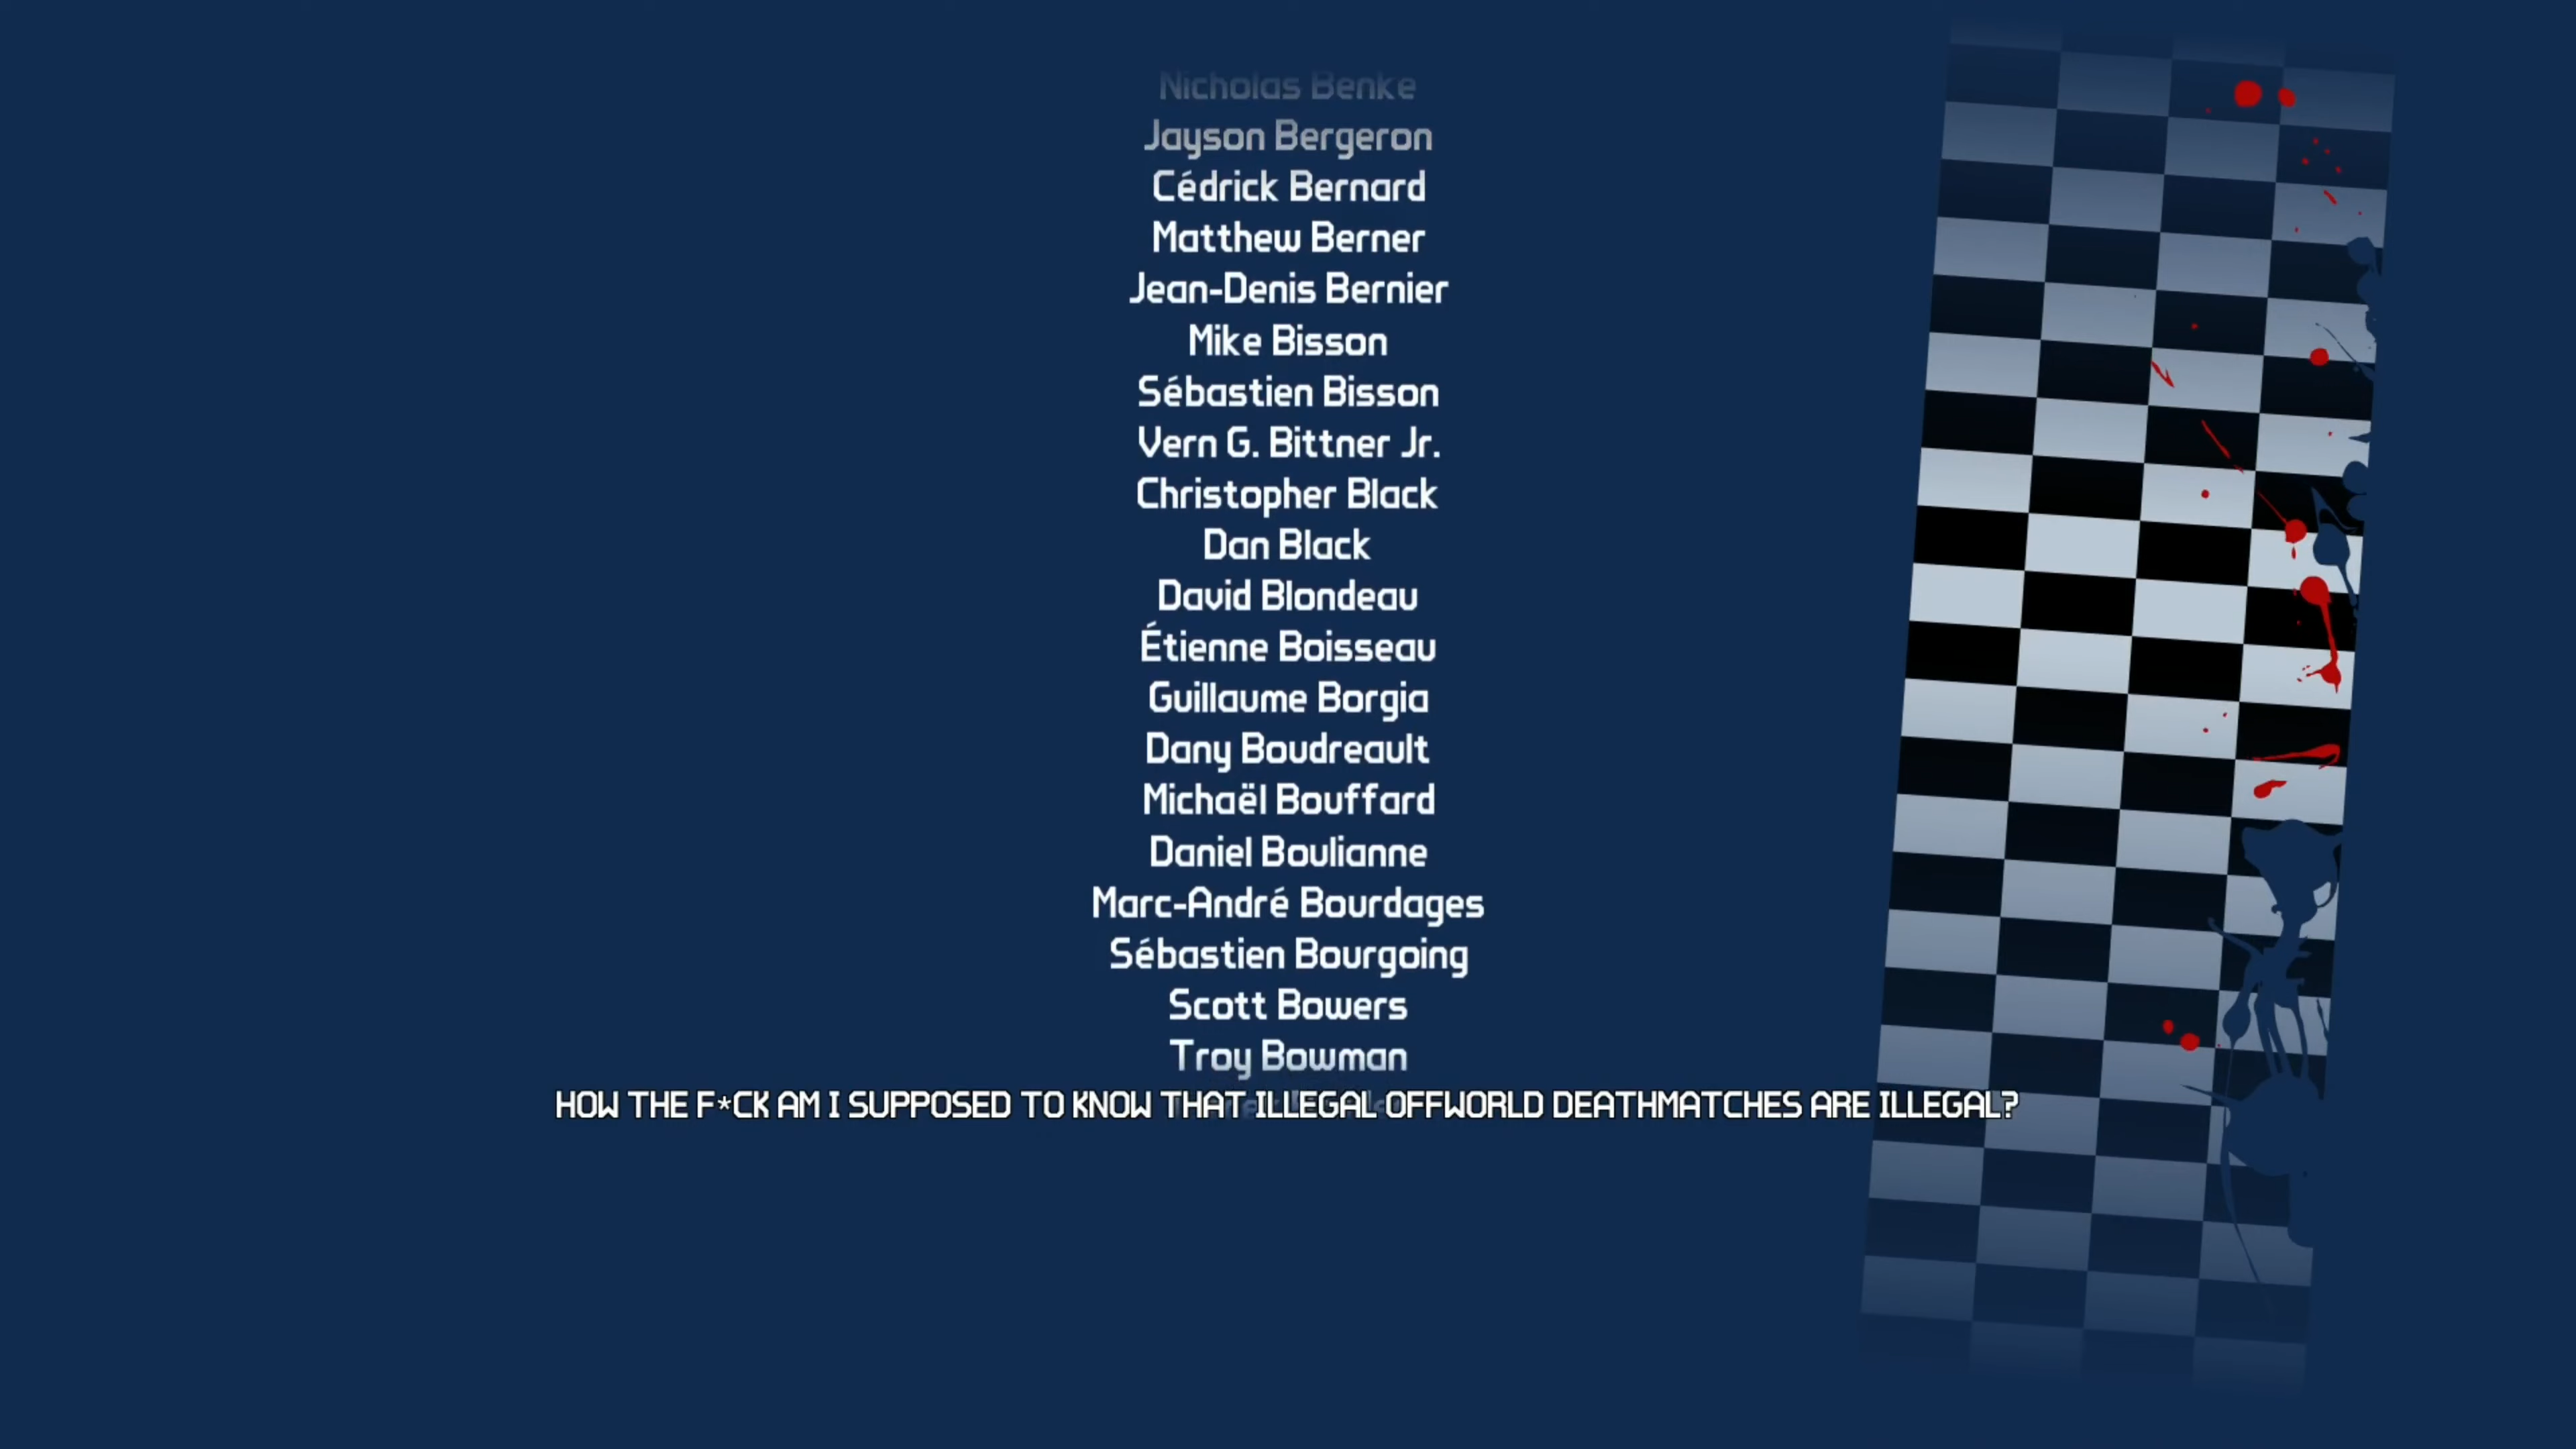 Nicholas Benke
Jayson Bergeron
Cédrick Bernard
Matthew Berner
Jean-Denis Bernier
Mike Bisson
Sébastien Bisson
Vern G. Bittner Jr.
Christopher Black
Dan Black
David Blondeau
Étienne Boisseau
Guillaume Borgia
Dany Boudreault
Michaël Bouffard
Daniel Boulianne
Marc-André Bourdages
Sébastien Bourgoing
Scott Bowers
Troy Bowman
HOW THE F*CK AM I SUPPOSED TO KNOW THAT ILLEGAL OFFWORLD DEATHMATCHES ARE ILLEGAL?